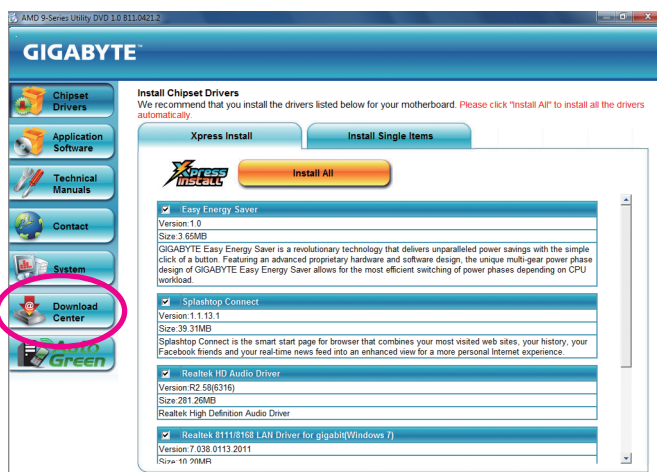 AMD 9-Series Utility DVD 1.0 B11.0421.2
GIGABYTE™
Chipset
Drivers
Application
Software
Technical
Manuals
Contact
System
Download
Center
Auto
Green
Install Chipset Drivers
We recommend that you install the drivers listed below for your motherboard. Please click "Install All" to install all the drivers
automatically.
Xpress Install
Install Single Items
Xpress
INSTALL
Install All
Easy Energy Saver
Version:1.0
Size:3.65MB
GIGABYTE Easy Energy Saver is a revolutionary technology that delivers unparalleled power savings with the simple
click of a button. Featuring an advanced proprietary hardware and software design, the unique multi-gear power phase
design of GIGABYTE Easy Energy Saver allows for the most efficient switching of power phases depending on CPU
workload.
Splashtop Connect
Version:1.1.13.1
Size:39.31MB
Splashtop Connect is the smart start page for browser that combines your most visited web sites, your history, your
Facebook friends and your real-time news feed into an enhanced view for a more personal Internet experience.
Realtek HD Audio Driver
Version:R2.58(6316)
Size:281.26MB
Realtek High Definition Audio Driver
Realtek 8111/8168 LAN Driver for gigabit(Windows 7)
Version:7.038.0113.2011
Size:10.20MB